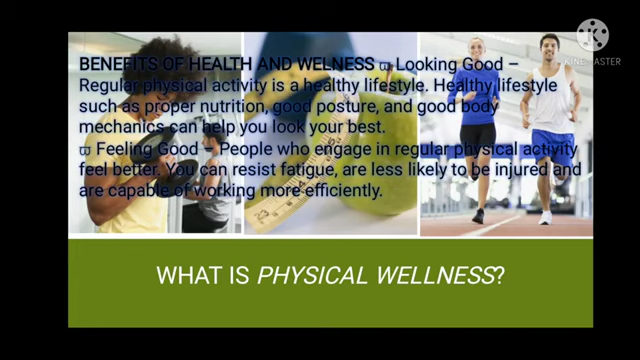 KINEMASTER
BENEFITS OF HEALTH AND WELNESS Looking Good –
Regular physical activity is a healthy lifestyle. Healthy lifestyle
such as proper nutrition, good posture, and good body
mechanics can help you look your best.
Feeling Good – People who engage in regular physical activity
feel better. You can resist fatigue, are less likely to be injured and
are capable of working more efficiently.
23
WHAT IS PHYSICAL WELLNESS?